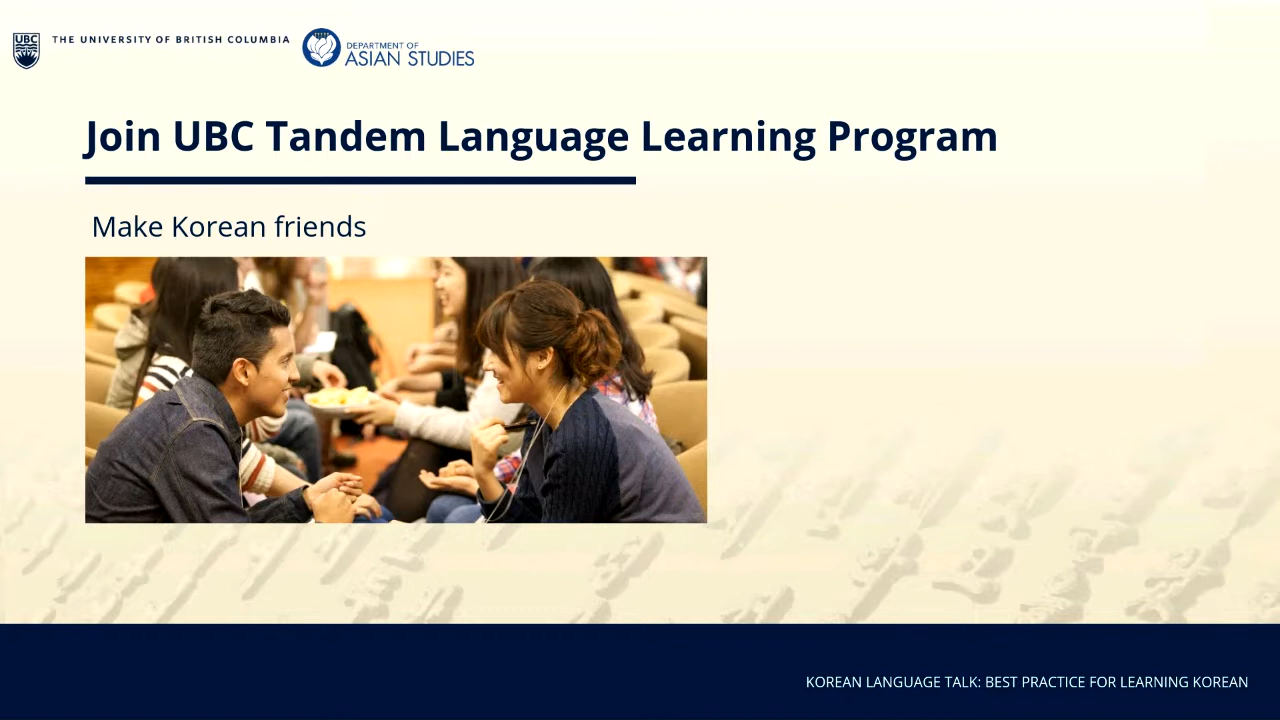 UBC
THE UNIVERSITY OF BRITISH COLUMBIA
DEPARTMENT OF
ASIAN STUDIES
Join UBC Tandem Language Learning Program
Make Korean friends
KOREAN LANGUAGE TALK: BEST PRACTICE FOR LEARNING KOREAN